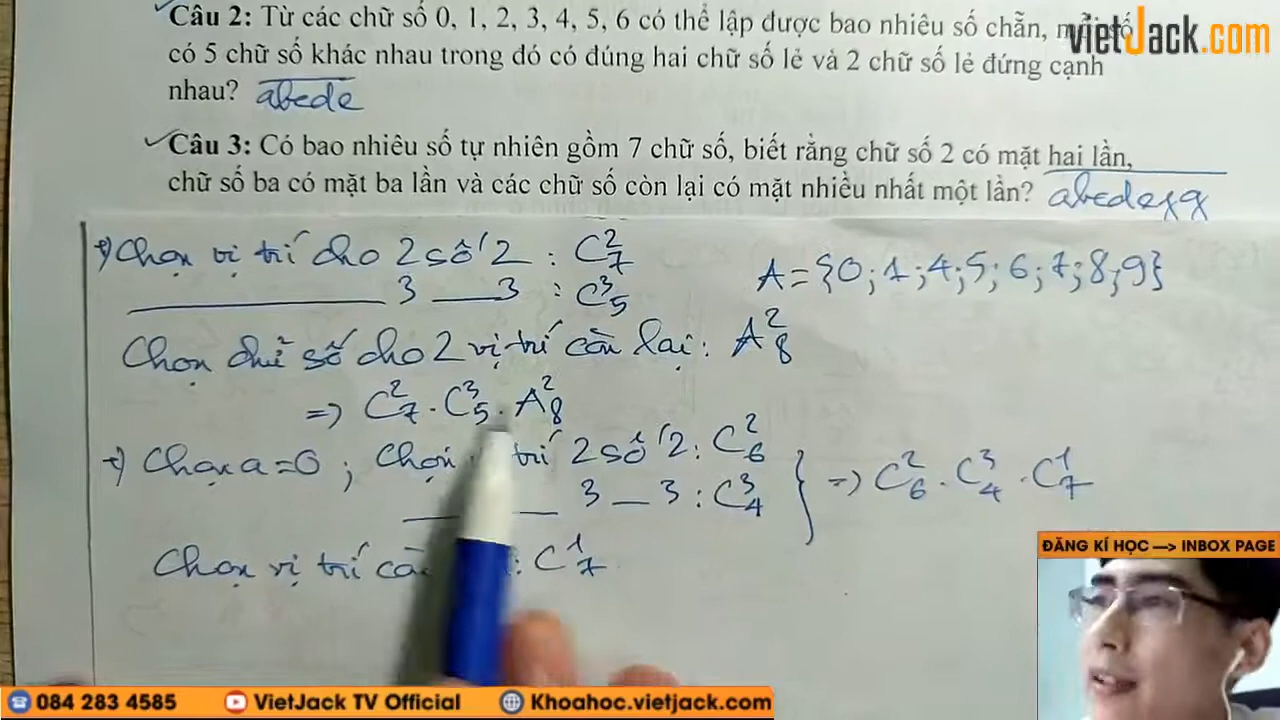 Câu 2: Từ các chữ số 0, 1, 2, 3, 4, 5, 6 có thể lập được bao nhiêu số chẵn, mỗi số
vietJack.com
có 5 chữ số khác nhau trong đó có đúng hai chữ số lẻ và 2 chữ số lẻ đứng cạnh
nhau? abcde
Câu 3: Có bao nhiêu số tự nhiên gồm 7 chữ số, biết rằng chữ số 2 có mặt hai lần,
chữ số ba có mặt ba lần và các chữ số còn lại có mặt nhiều nhất một lần? abcdefg
+) Chọn vị trí cho 2 số 2 : C²₇
A = {0; 1; 4; 5; 6; 7; 8; 9}
3 __ 3 : C³₅
Chọn chữ số cho 2 vị trí còn lại: A²₈
=> C²₇ . C³₅ . A²₈
+) Chọn a = 0; Chọn trí 2 số 2: C²₆
3 _ 3 : C³₄
} => C²₆ . C³₄ . C¹₇
Chọn vị trí : C¹₇
ĐĂNG KÍ HỌC —> INBOX PAGE
084 283 4585 VietJack TV Official Khoahoc.vietjack.com